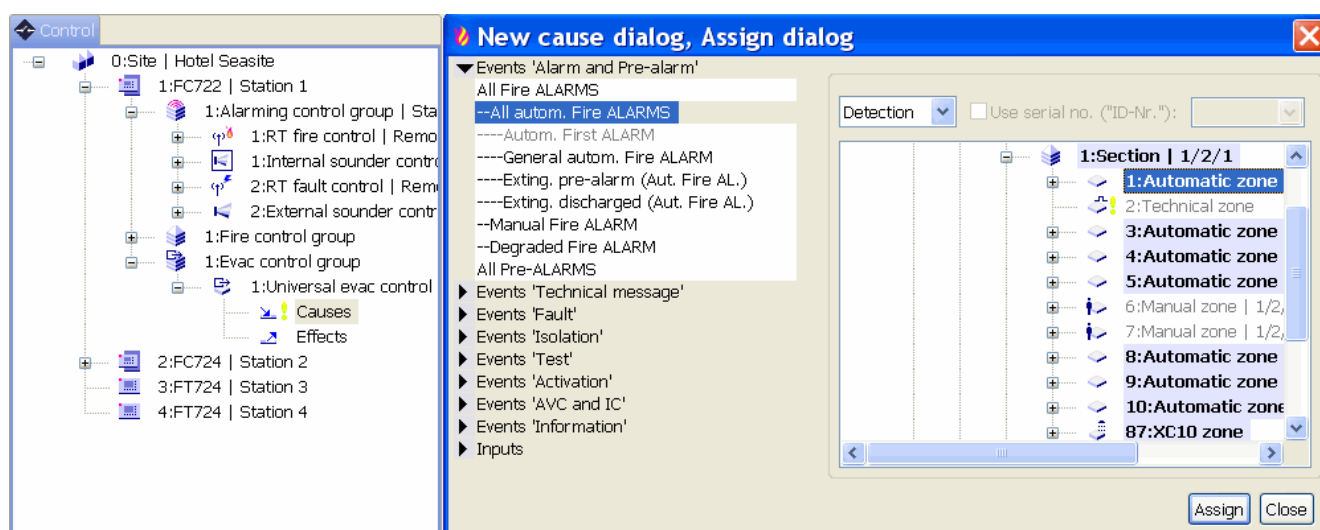 Control
0:Site | Hotel Seasite
1:FC722 | Station 1
1:Alarming control group | Sta
1:RT fire control | Remo
1:Internal sounder contro
2:RT fault control | Rem
2:External sounder contr
1:Fire control group
1:Evac control group
1:Universal evac control
Causes
Effects
2:FC724 | Station 2
3:FT724 | Station 3
4:FT724 | Station 4
New cause dialog, Assign dialog
Events 'Alarm and Pre-alarm'
All Fire ALARMS
--All autom. Fire ALARMS
----Autom. First ALARM
----General autom. Fire ALARM
----Exting. pre-alarm (Aut. Fire AL.)
----Exting. discharged (Aut. Fire AL.)
--Manual Fire ALARM
--Degraded Fire ALARM
All Pre-ALARMS
Events 'Technical message'
Events 'Fault'
Events 'Isolation'
Events 'Test'
Events 'Activation'
Events 'AVC and IC'
Events 'Information'
Inputs
Detection
Use serial no. ("ID-Nr."):
1:Section | 1/2/1
1:Automatic zone
2:Technical zone
3:Automatic zone
4:Automatic zone
5:Automatic zone
6:Manual zone | 1/2,
7:Manual zone | 1/2,
8:Automatic zone
9:Automatic zone
10:Automatic zone
87:XC10 zone
Assign
Close